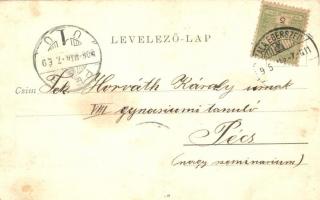 LEVELEZŐ-LAP
Czim: Tek. Horváth Károly úrnak
VIII gymnasiumi tanuló
Pécs
(nagy seminarium)